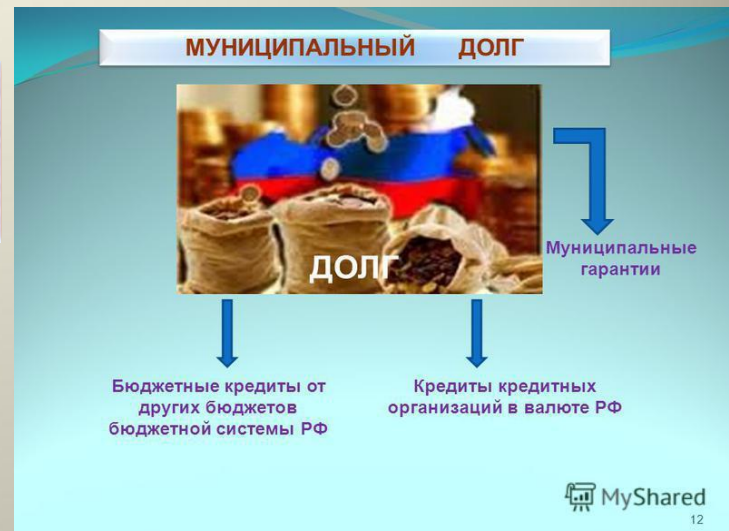 МУНИЦИПАЛЬНЫЙ ДОЛГ
ДОЛГ
Муниципальные
гарантии
Бюджетные кредиты от
других бюджетов
бюджетной системы РФ
Кредиты кредитных
организаций в валюте РФ
MyShared
12